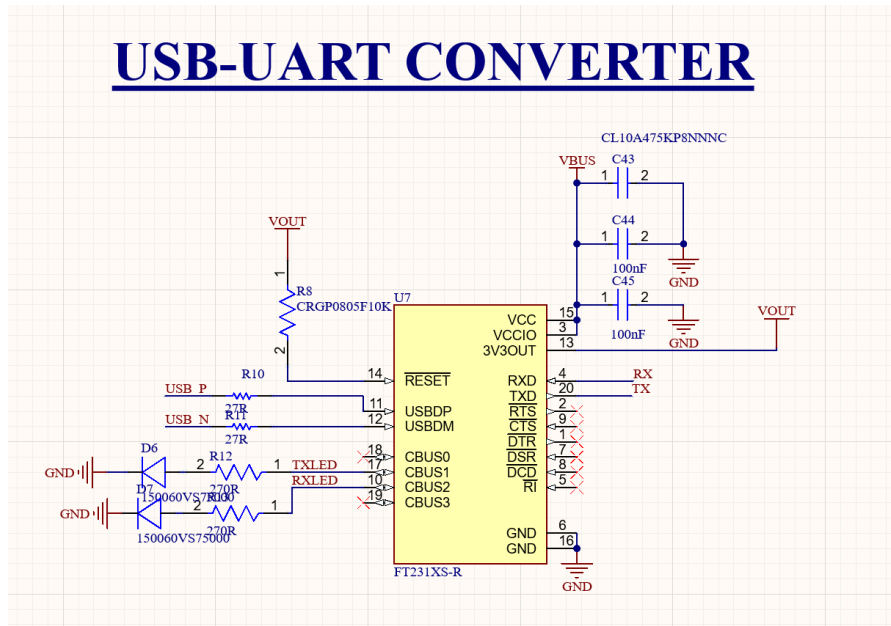 USB-UART CONVERTER
CL10A475KP8NNNC
VBUS
C43
1 2
VOUT
C44
1 2
100nF
GND
1
R8
CRGP0805F10K
2
U7
C45
1 2
100nF
GND
VOUT
VCC 15
VCCIO 3
3V3OUT 13
14 RESET
RXD 4 RX
TXD 20 TX
R10
USB_P
27R
11 USBDP
RTS 2
R11
USB_N
27R
12 USBDM
CTS 9
DTR 1
18 CBUS0
DSR 7
D6
R12
GND
2 1
TXLED
17 CBUS1
DCD 8
270R
150060VS75000
RXLED
10 CBUS2
RI 5
D7
GND
2 1
19 CBUS3
270R
150060VS75000
GND 6
GND 16
FT231XS-R
GND